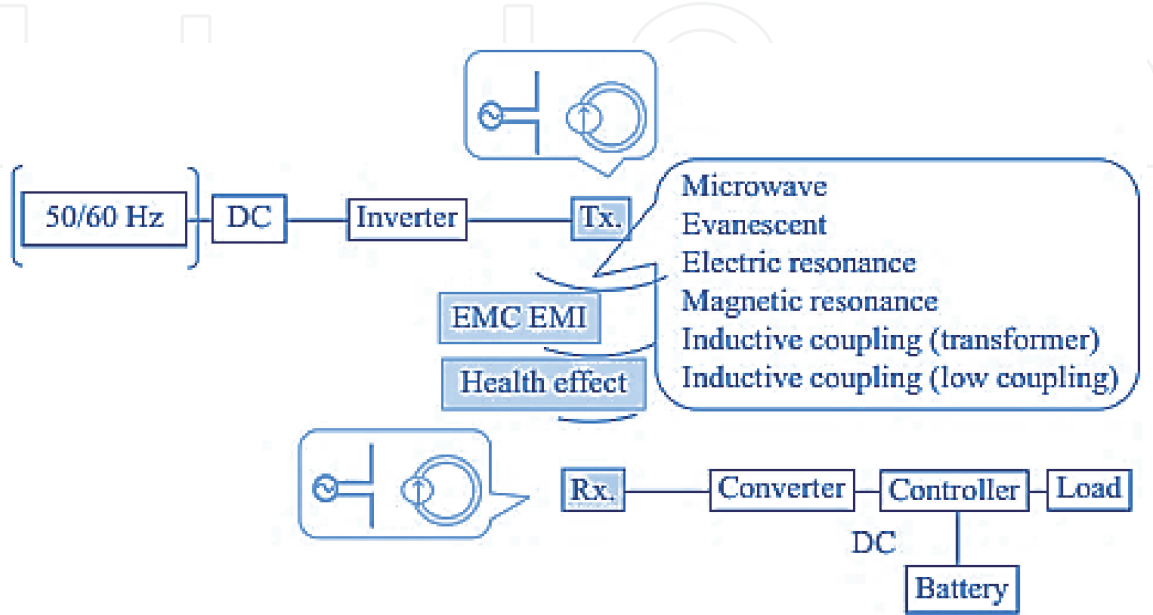 50/60 Hz
DC
Inverter
Tx.
Microwave
Evanescent
Electric resonance
Magnetic resonance
Inductive coupling (transformer)
Inductive coupling (low coupling)
EMC EMI
Health effect
Rx.
Converter
Controller
Load
DC
Battery